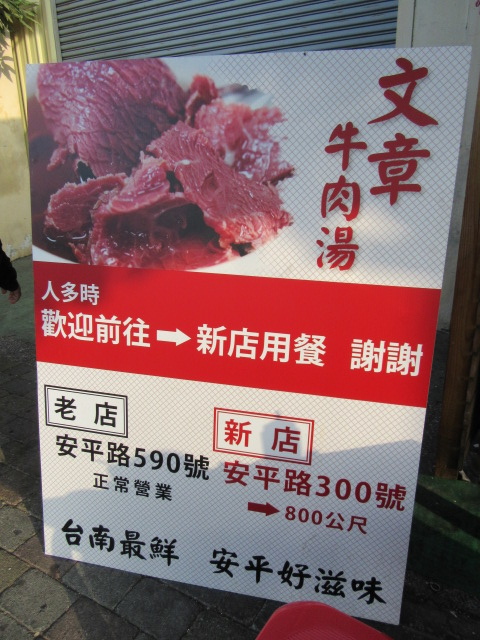 文章
牛肉湯
人多時
歡迎前往➡新店用餐 謝謝
老店
安平路590號
正常營業
新店
安平路300號
➡800公尺
台南最鮮 安平好滋味